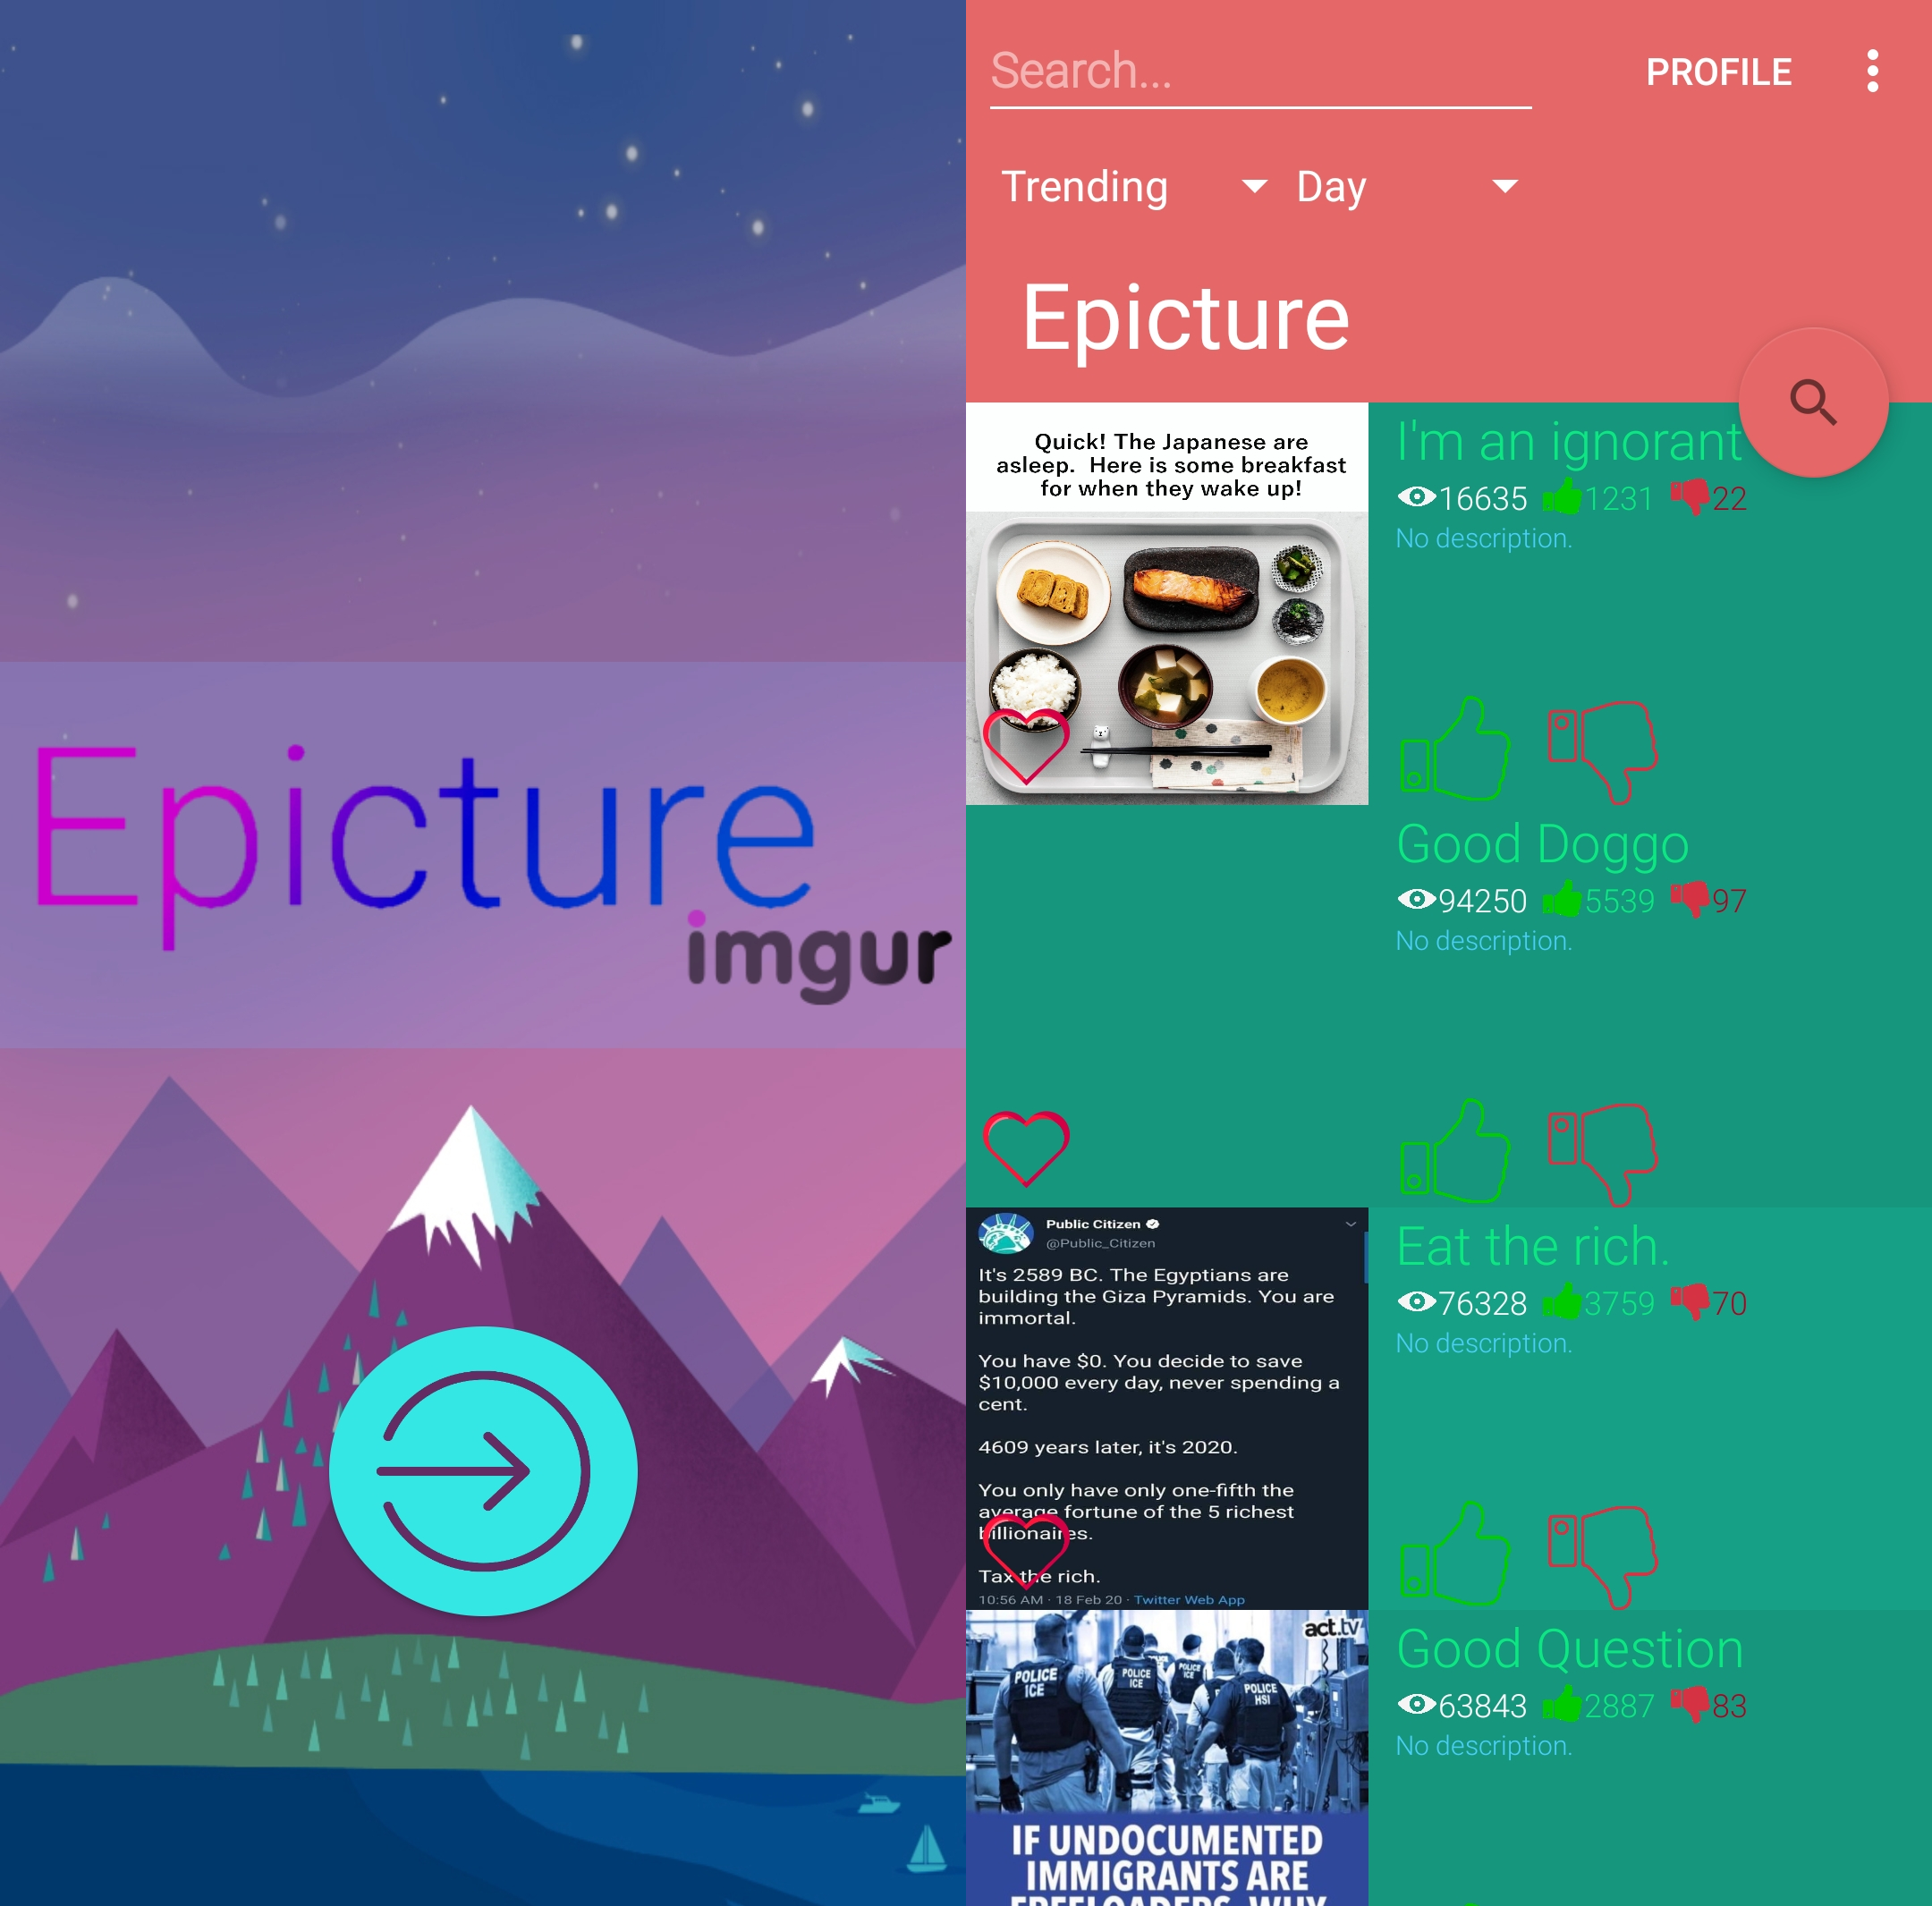 Epicture
imgur
Search...
PROFILE
Trending
Day
Epicture
Quick! The Japanese are
asleep. Here is some breakfast
for when they wake up!
I'm an ignorant
16635 1231 22
No description.
Good Doggo
94250 5539 97
No description.
Public Citizen
@Public_Citizen
It's 2589 BC. The Egyptians are
building the Giza Pyramids. You are
immortal.
You have $0. You decide to save
$10,000 every day, never spending a
cent.
4609 years later, it's 2020.
You only have only one-fifth the
average fortune of the 5 richest
billionaires.
Tax the rich.
10:56 AM · 18 Feb 20 · Twitter Web App
Eat the rich.
76328 3759 70
No description.
act.tv
POLICE
ICE
POLICE
ICE
POLICE
ICE
POLICE
HSI
IF UNDOCUMENTED
IMMIGRANTS ARE
FREELOADERS, WHY
Good Question
63843 2887 83
No description.